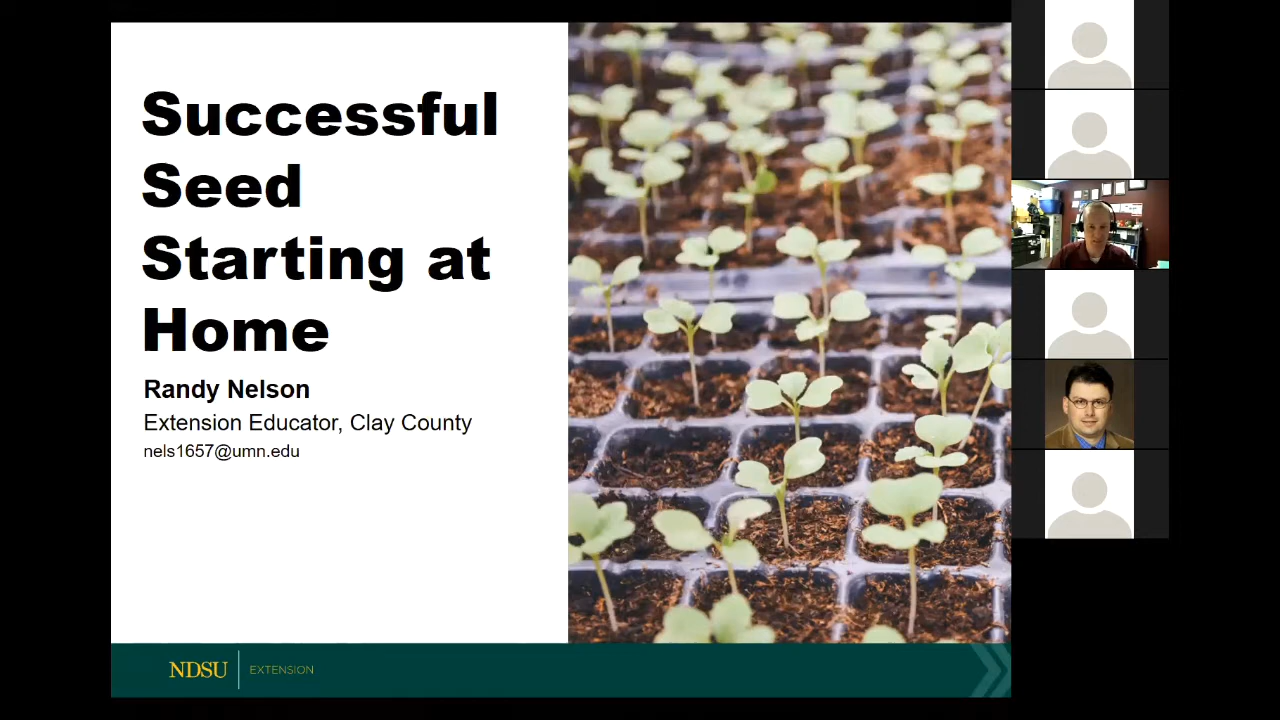 Successful
Seed
Starting at
Home
Randy Nelson
Extension Educator, Clay County
nels1657@umn.edu
NDSU EXTENSION